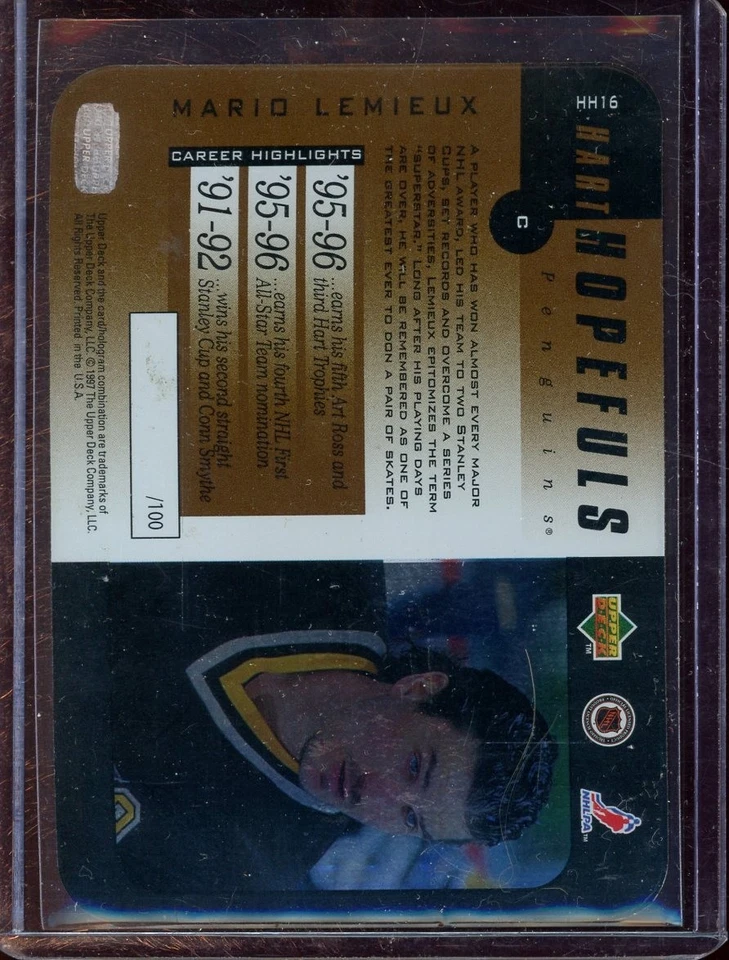 HH16
HART HOPEFULS
Penguins®
C
MARIO LEMIEUX
A PLAYER WHO HAS WON ALMOST EVERY MAJOR
NHL AWARD, LED HIS TEAM TO TWO STANLEY
CUPS, SET RECORDS AND OVERCOME A SERIES
OF ADVERSITIES, LEMIEUX EPITOMIZES THE TERM
"SUPERSTAR." LONG AFTER HIS PLAYING DAYS
ARE OVER, HE WILL BE REMEMBERED AS ONE OF
THE GREATEST EVER TO DON A PAIR OF SKATES.
CAREER HIGHLIGHTS
'95-96 ...earns his fifth Art Ross and
third Hart Trophies
'95-96 ...earns his fourth NHL First
All-Star Team nomination
'91-92 ...wins his second straight
Stanley Cup and Conn Smythe
/100
Upper Deck and the card/hologram combination are trademarks of
The Upper Deck Company, LLC. © 1997 The Upper Deck Company, LLC.
All Rights Reserved. Printed in the U.S.A.
UPPER
DECK
TM
NHL
NHLPA
TM